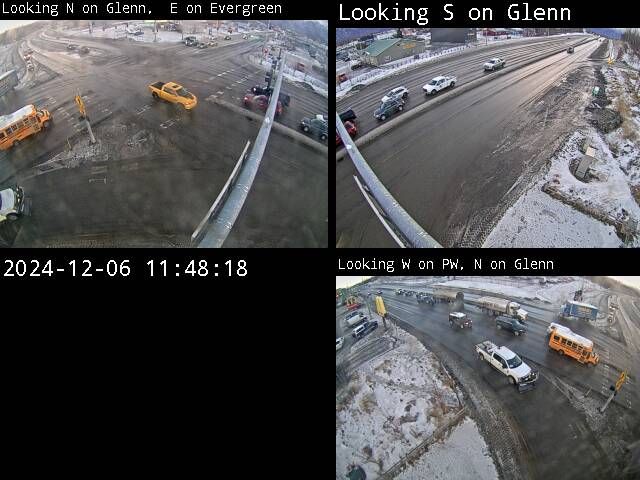 Looking N on Glenn,  E on Evergreen
Looking S on Glenn
2024-12-06 11:48:18
Looking W on PW, N on Glenn